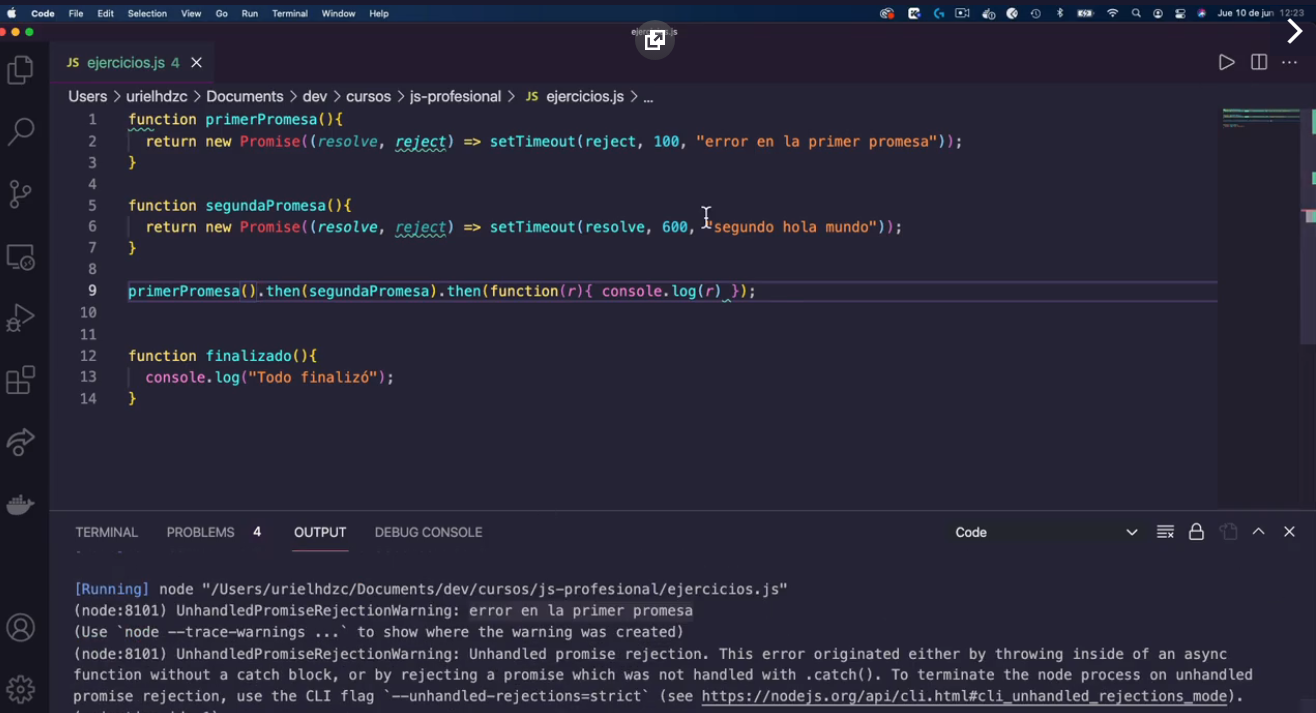 Code File Edit Selection View Go Run Terminal Window Help Jue 10 de jun 12:23
JS ejercicios.js 4
Users > urielhdzc > Documents > dev > cursos > js-profesional > JS ejercicios.js > ...
1 function primerPromesa(){
2 return new Promise((resolve, reject) => setTimeout(reject, 100, "error en la primer promesa"));
3 }
4
5 function segundaPromesa(){
6 return new Promise((resolve, reject) => setTimeout(resolve, 600, "segundo hola mundo"));
7 }
8
9 primerPromesa().then(segundaPromesa).then(function(r){ console.log(r) });
10
11
12 function finalizado(){
13 console.log("Todo finalizó");
14 }
TERMINAL PROBLEMS 4 OUTPUT DEBUG CONSOLE Code
[Running] node "/Users/urielhdzc/Documents/dev/cursos/js-profesional/ejercicios.js"
(node:8101) UnhandledPromiseRejectionWarning: error en la primer promesa
(Use `node --trace-warnings ...` to show where the warning was created)
(node:8101) UnhandledPromiseRejectionWarning: Unhandled promise rejection. This error originated either by throwing inside of an async
function without a catch block, or by rejecting a promise which was not handled with .catch(). To terminate the node process on unhandled
promise rejection, use the CLI flag `--unhandled-rejections=strict` (see https://nodejs.org/api/cli.html#cli_unhandled_rejections_mode).